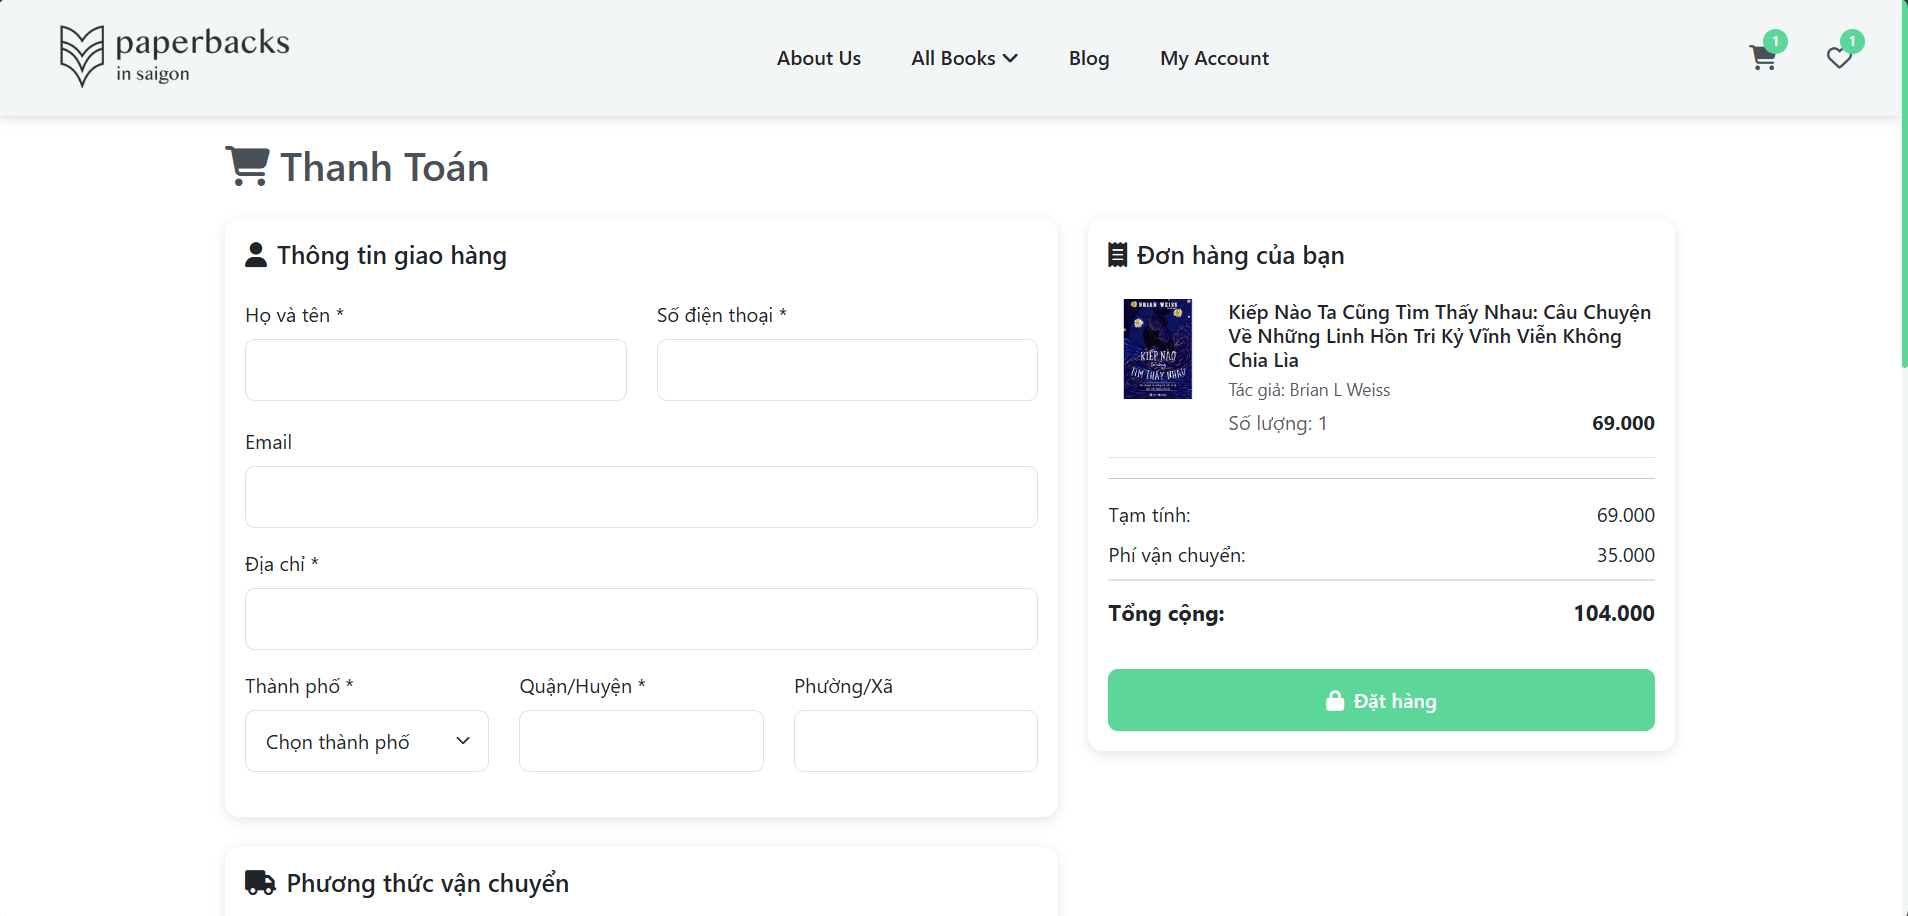 paperbacks
in saigon
About Us
All Books
Blog
My Account
1
1
Thanh Toán
Thông tin giao hàng
Họ và tên *
Số điện thoại *
Email
Địa chỉ *
Thành phố *
Quận/Huyện *
Phường/Xã
Chọn thành phố
Phương thức vận chuyển
Đơn hàng của bạn
BRIAN WEISS
KIẾP NÀO
TÌM THẤY NHAU
Kiếp Nào Ta Cũng Tìm Thấy Nhau: Câu Chuyện
Về Những Linh Hồn Tri Kỷ Vĩnh Viễn Không
Chia Lìa
Tác giả: Brian L Weiss
Số lượng: 1
69.000
Tạm tính:
69.000
Phí vận chuyển:
35.000
Tổng cộng:
104.000
Đặt hàng